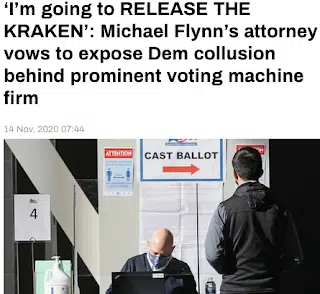 ‘I’m going to RELEASE THE
KRAKEN’: Michael Flynn’s attorney
vows to expose Dem collusion
behind prominent voting machine
firm
14 Nov, 2020 07:44
ATTENTION
CAST BALLOT
4